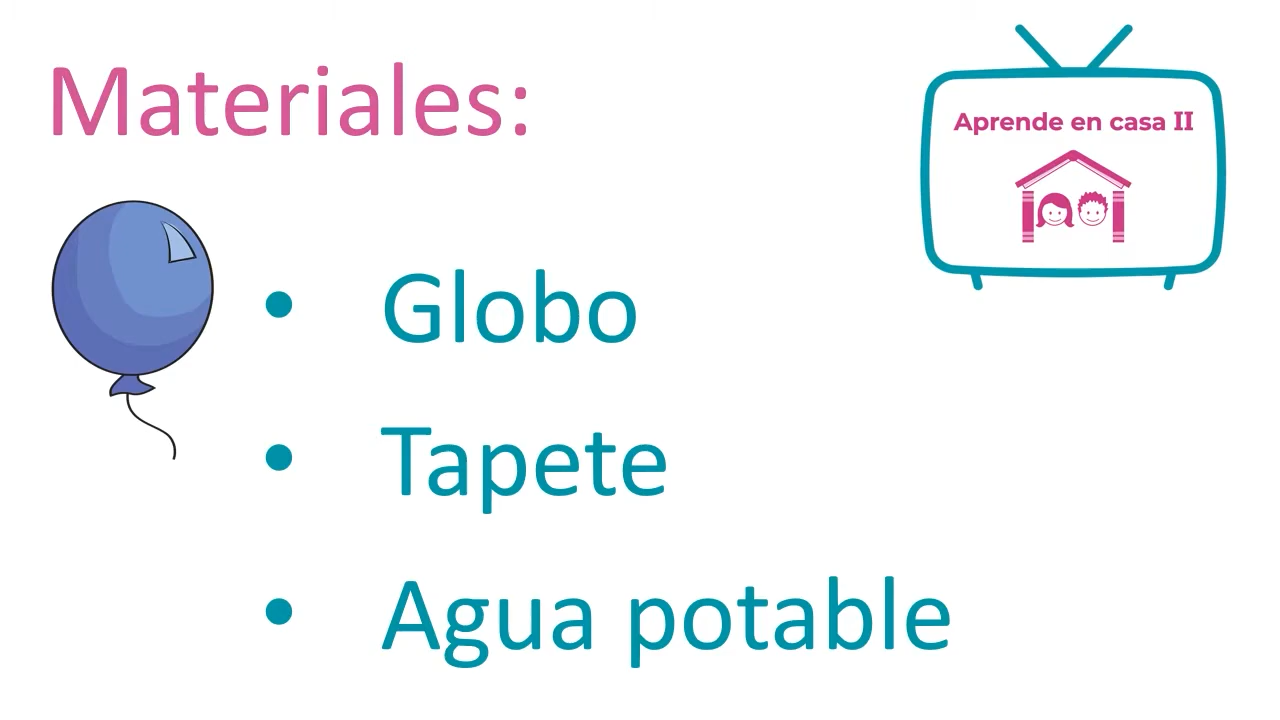 Materiales:
Aprende en casa II
• Globo
• Tapete
• Agua potable